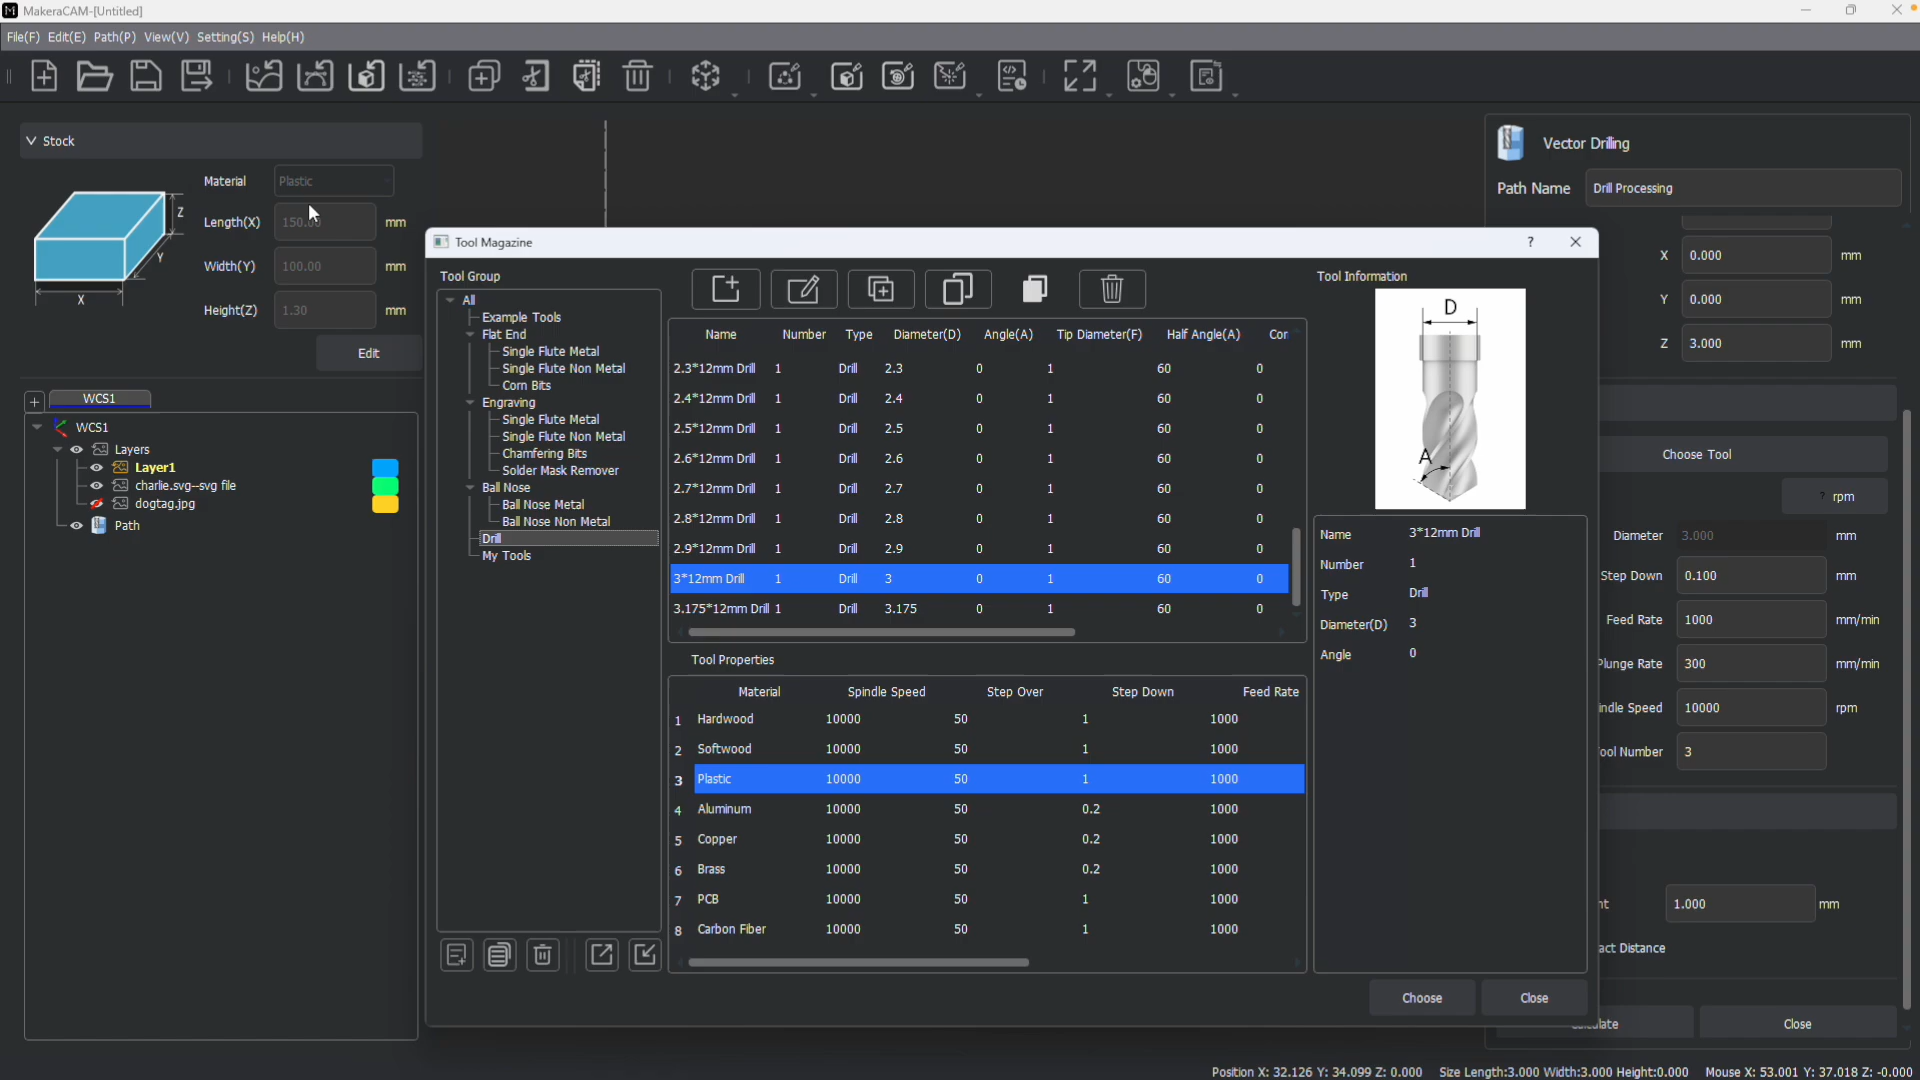 MakeraCAM-[Untitled]
File(F) Edit(E) Path(P) View(V) Setting(S) Help(H)
Stock
Material Plastic
Length(X) mm
Width(Y) 100.00 mm
Height(Z) 1.30 mm
X Y Z
Edit
WCS1
WCS1
Layers
Layer1
charlie.svg--svg file
dogtag.jpg
Path
Tool Magazine
Tool Group
All
Example Tools
Flat End
Single Flute Metal
Single Flute Non Metal
Corn Bits
Engraving
Single Flute Metal
Single Flute Non Metal
Chamfering Bits
Solder Mask Remover
Ball Nose
Ball Nose Metal
Ball Nose Non Metal
Drill
My Tools
Name Number Type Diameter(D) Angle(A) Tip Diameter(F) Half Angle(A) Cor
2.3*12mm Drill 1 Drill 2.3 0 1 60 0
2.4*12mm Drill 1 Drill 2.4 0 1 60 0
2.5*12mm Drill 1 Drill 2.5 0 1 60 0
2.6*12mm Drill 1 Drill 2.6 0 1 60 0
2.7*12mm Drill 1 Drill 2.7 0 1 60 0
2.8*12mm Drill 1 Drill 2.8 0 1 60 0
2.9*12mm Drill 1 Drill 2.9 0 1 60 0
3*12mm Drill 1 Drill 3 0 1 60 0
3.175*12mm Drill 1 Drill 3.175 0 1 60 0
Tool Properties
Material Spindle Speed Step Over Step Down Feed Rate
1 Hardwood 10000 50 1 1000
2 Softwood 10000 50 1 1000
3 Plastic 10000 50 1 1000
4 Aluminum 10000 50 0.2 1000
5 Copper 10000 50 0.2 1000
6 Brass 10000 50 0.2 1000
7 PCB 10000 50 1 1000
8 Carbon Fiber 10000 50 1 1000
Tool Information
D
A
Name 3*12mm Drill
Number 1
Type Drill
Diameter(D) 3
Angle 0
Choose Close
Vector Drilling
Path Name Drill Processing
X 0.000 mm
Y 0.000 mm
Z 3.000 mm
Choose Tool
? rpm
Diameter 3.000 mm
Step Down 0.100 mm
Feed Rate 1000 mm/min
Plunge Rate 300 mm/min
indle Speed 10000 rpm
ool Number 3
nt 1.000 mm
act Distance
Close
Position X: 32.126 Y: 34.099 Z: 0.000 Size Length:3.000 Width:3.000 Height:0.000 Mouse X: 53.001 Y: 37.018 Z: -0.000